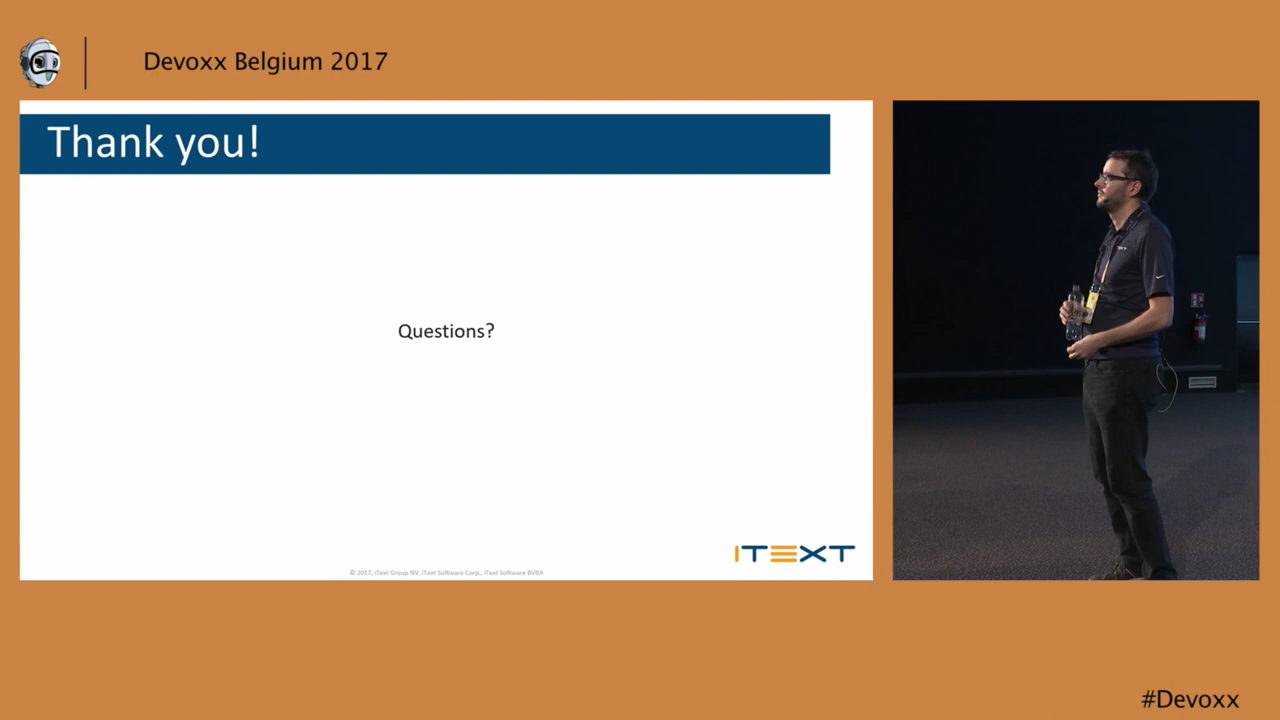 Devoxx Belgium 2017
Thank you!
Questions?
iTEXT
© 2017, iText Group NV, iText Software Corp., iText Software BVBA
#Devoxx